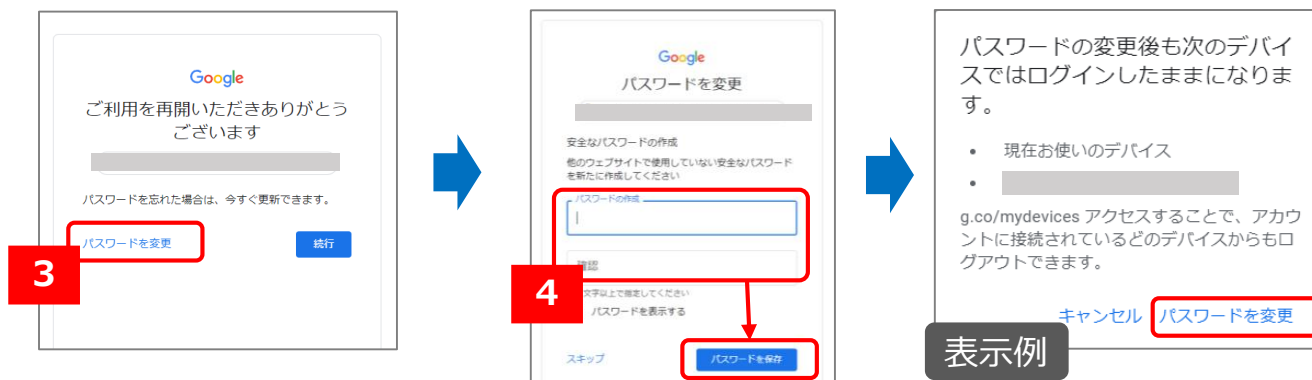 Google
ご利用を再開いただきありがとう
ございます
パスワードを忘れた場合は、今すぐ更新できます。
パスワードを変更
続行
3
Google
パスワードを変更
安全なパスワードの作成
他のウェブサイトで使用していない安全なパスワード
を新たに作成してください
パスワードの作成
確認
文字以上で指定してください
パスワードを表示する
4
スキップ
パスワードを保存
パスワードの変更後も次のデバイ
スではログインしたままになりま
す。
• 現在お使いのデバイス
•
g.co/mydevices アクセスすることで、アカウ
ントに接続されているどのデバイスからもロ
グアウトできます。
キャンセル
パスワードを変更
表示例